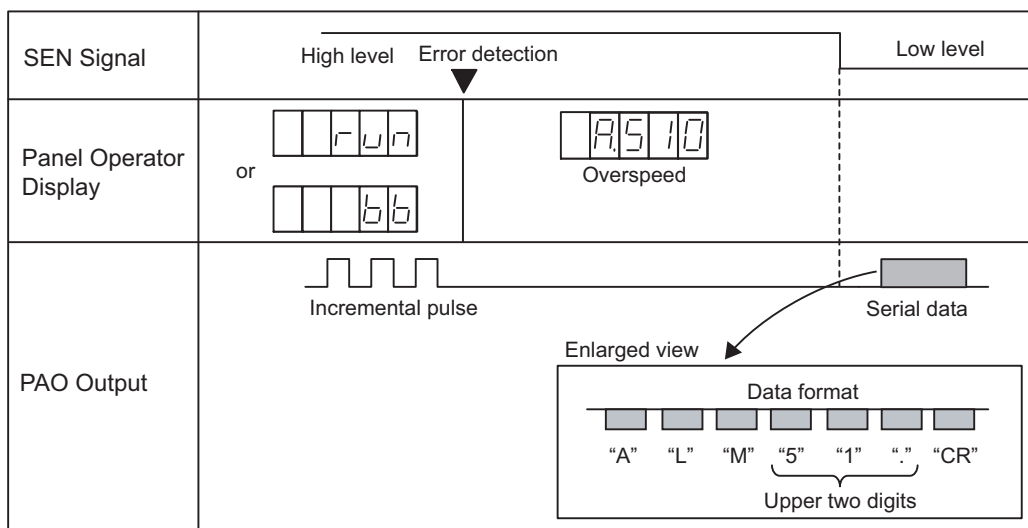 SEN Signal
High level
Error detection
Low level
Panel Operator
Display
or
run
bb
A.510
Overspeed
PAO Output
Incremental pulse
Serial data
Enlarged view
Data format
“A” “L” “M” “5” “1” “.” “CR”
Upper two digits